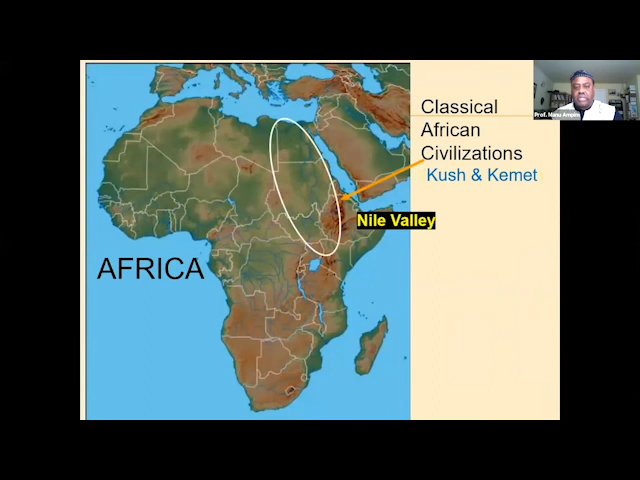 Classical
African
Civilizations
Kush & Kemet
Nile Valley
AFRICA
Prof. Manu Ampim